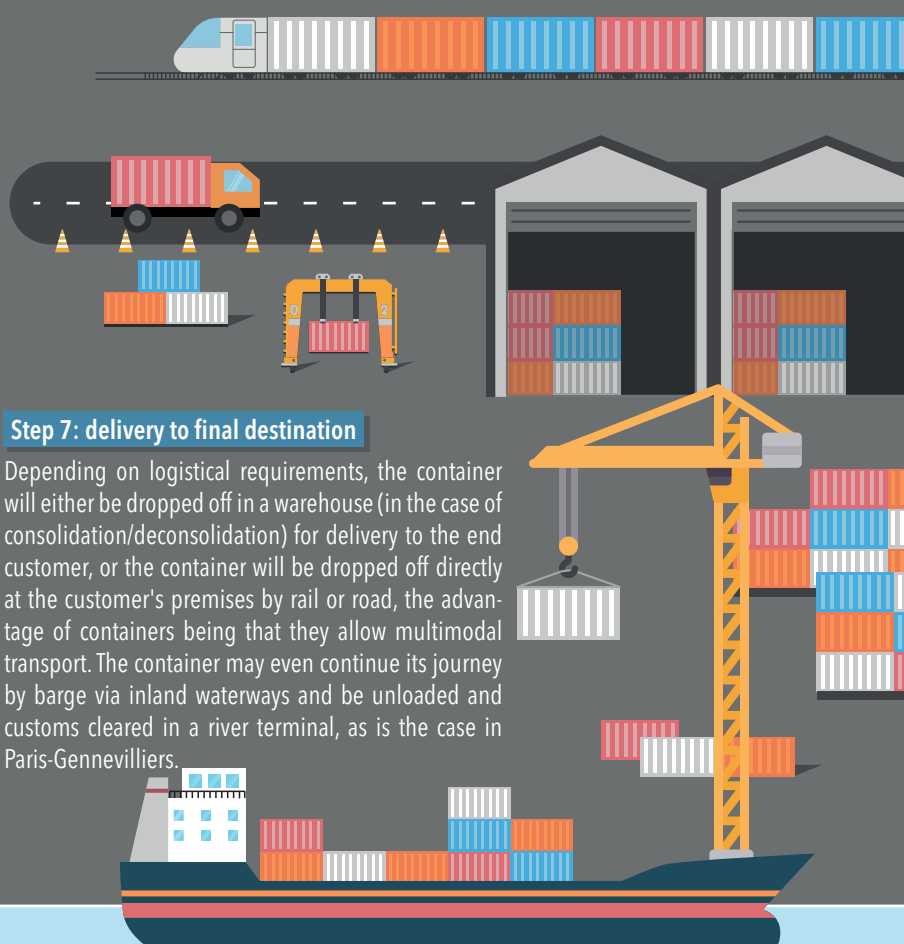 0 2
Step 7: delivery to final destination
Depending on logistical requirements, the container
will either be dropped off in a warehouse (in the case of
consolidation/deconsolidation) for delivery to the end
customer, or the container will be dropped off directly
at the customer's premises by rail or road, the advan-
tage of containers being that they allow multimodal
transport. The container may even continue its journey
by barge via inland waterways and be unloaded and
customs cleared in a river terminal, as is the case in
Paris-Gennevilliers.